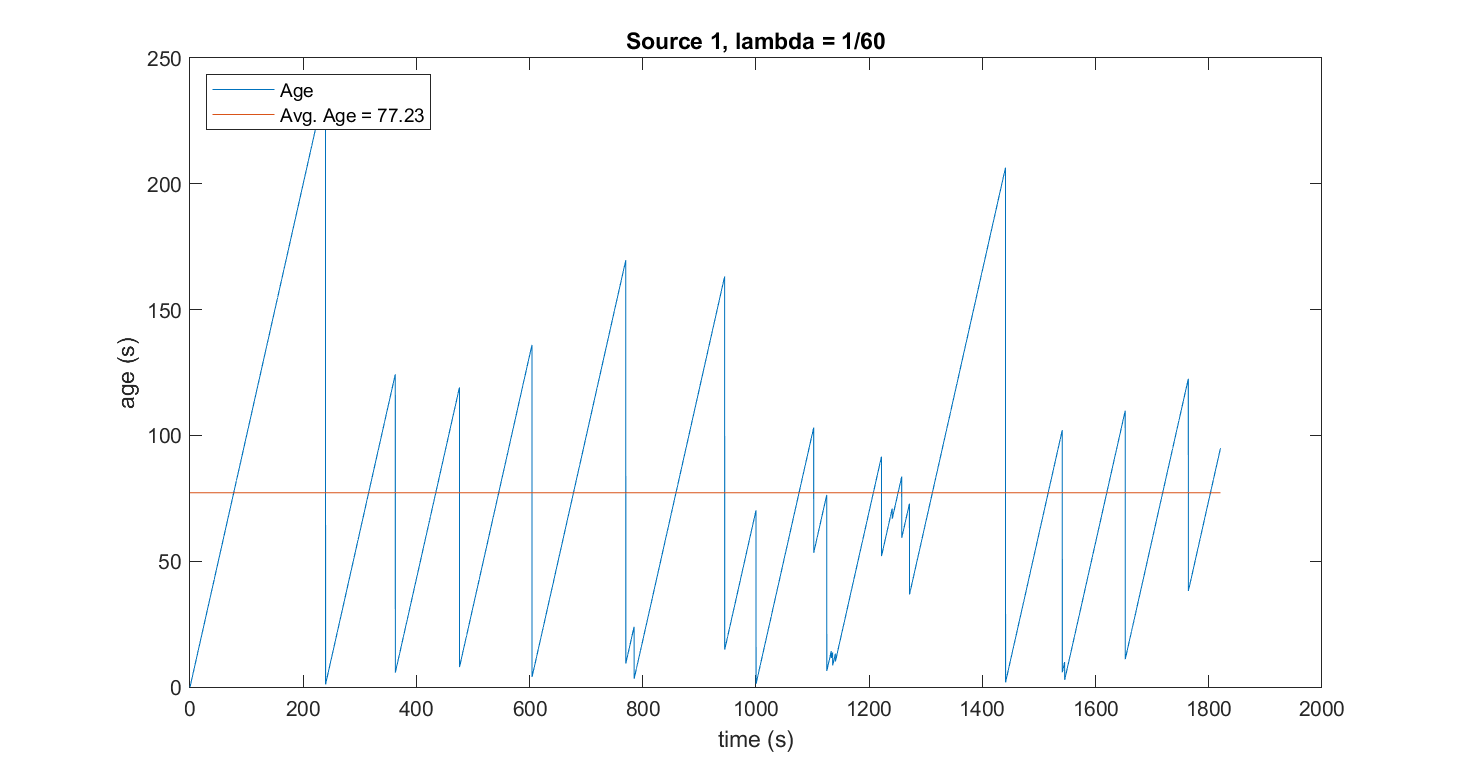 Source 1, lambda = 1/60
250
200
150
100
50
0
age (s)
Age
Avg. Age = 77.23
0 200 400 600 800 1000 1200 1400 1600 1800 2000
time (s)